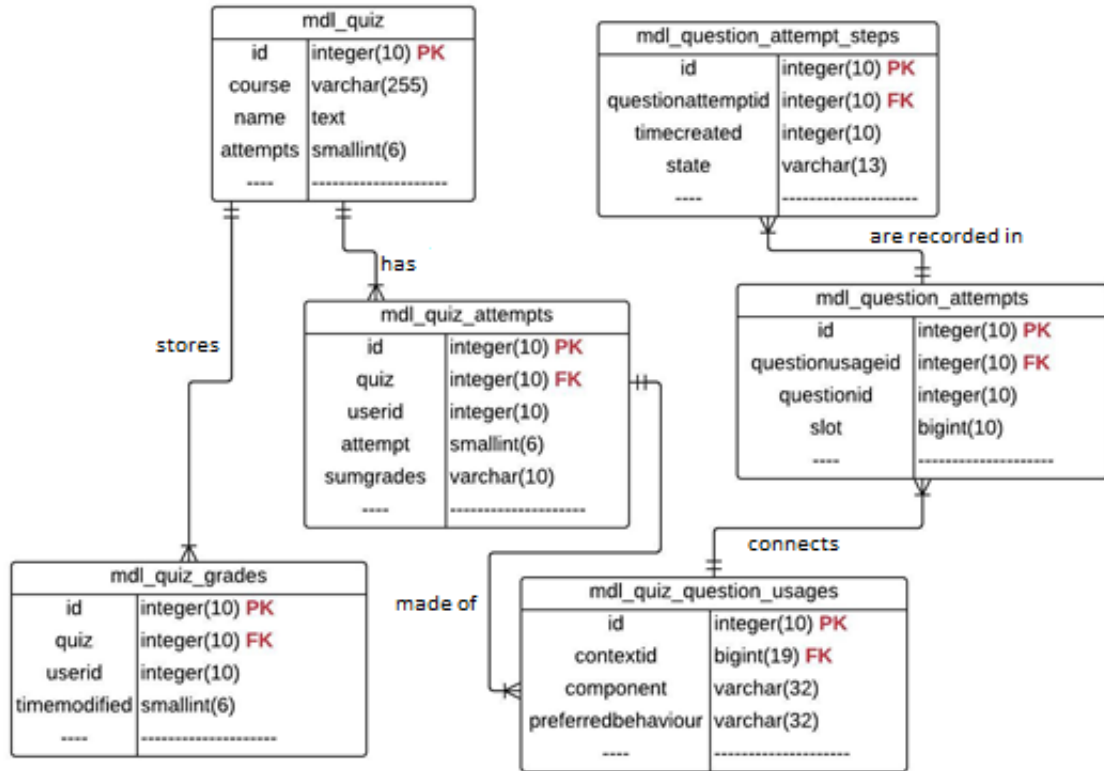 mdl_quiz
id integer(10) PK
course varchar(255)
name text
attempts smallint(6)
---- --------------------
mdl_question_attempt_steps
id integer(10) PK
questionattemptid integer(10) FK
timecreated integer(10)
state varchar(13)
---- --------------------
are recorded in
has
stores
mdl_quiz_attempts
id integer(10) PK
quiz integer(10) FK
userid integer(10)
attempt smallint(6)
sumgrades varchar(10)
---- --------------------
mdl_question_attempts
id integer(10) PK
questionusageid integer(10) FK
questionid integer(10)
slot bigint(10)
---- --------------------
connects
made of
mdl_quiz_grades
id integer(10) PK
quiz integer(10) FK
userid integer(10)
timemodified smallint(6)
---- --------------------
mdl_quiz_question_usages
id integer(10) PK
contextid bigint(19) FK
component varchar(32)
preferredbehaviour varchar(32)
---- --------------------